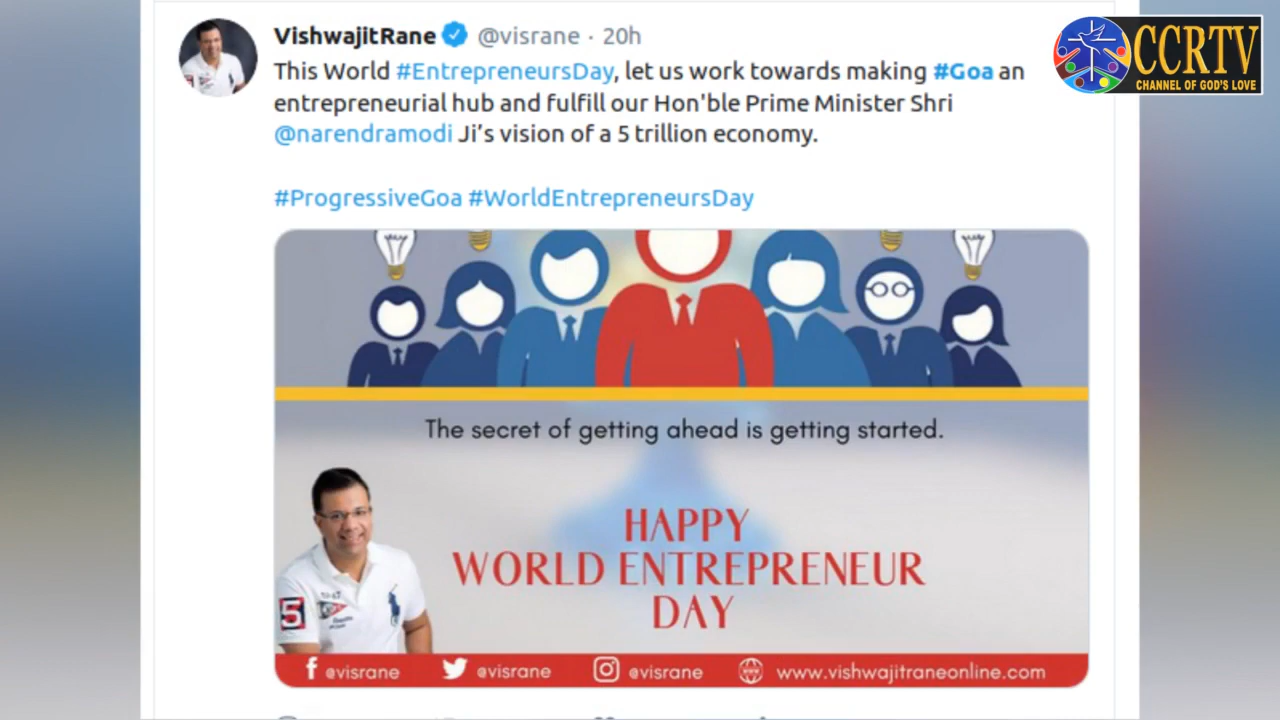 VishwajitRane @visrane · 20h
This World #EntrepreneursDay, let us work towards making #Goa an
entrepreneurial hub and fulfill our Hon'ble Prime Minister Shri
@narendramodi Ji’s vision of a 5 trillion economy.
#ProgressiveGoa #WorldEntrepreneursDay
CCRTV
CHANNEL OF GOD'S LOVE
The secret of getting ahead is getting started.
HAPPY
WORLD ENTREPRENEUR
DAY
5
@visrane @visrane @visrane www.vishwajitraneonline.com